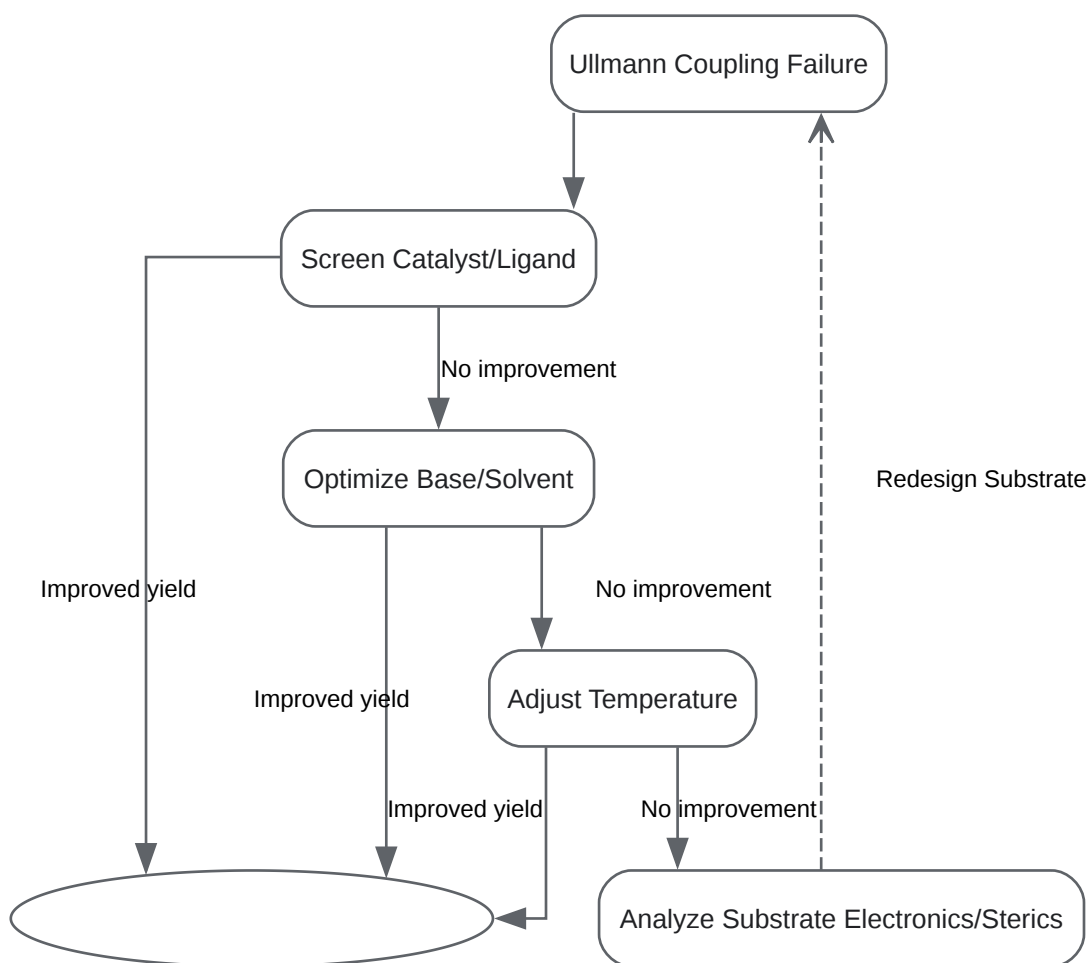 Ullmann Coupling Failure
Screen Catalyst/Ligand
No improvement
Optimize Base/Solvent
Redesign Substrate
Improved yield
No improvement
Improved yield
Adjust Temperature
Improved yield
No improvement
Analyze Substrate Electronics/Sterics